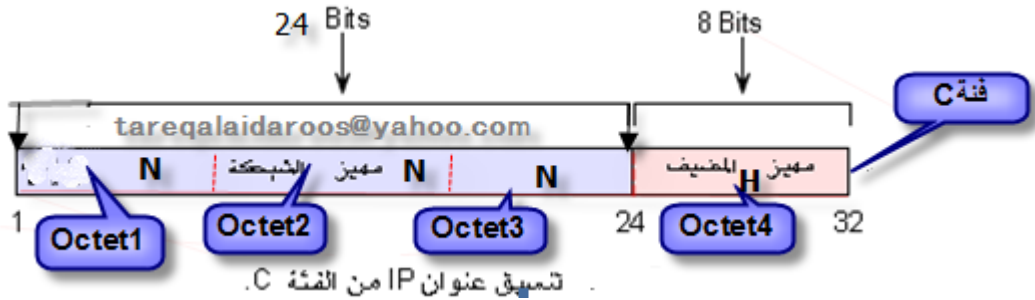 24 Bits 8 Bits
فئة C
tareqalaidaroos@yahoo.com
N مميز الشبكة N N مميز المضيف H
Octet1 Octet2 Octet3 Octet4
1 24 32
تنسيق عنوان IP من الفئة C.